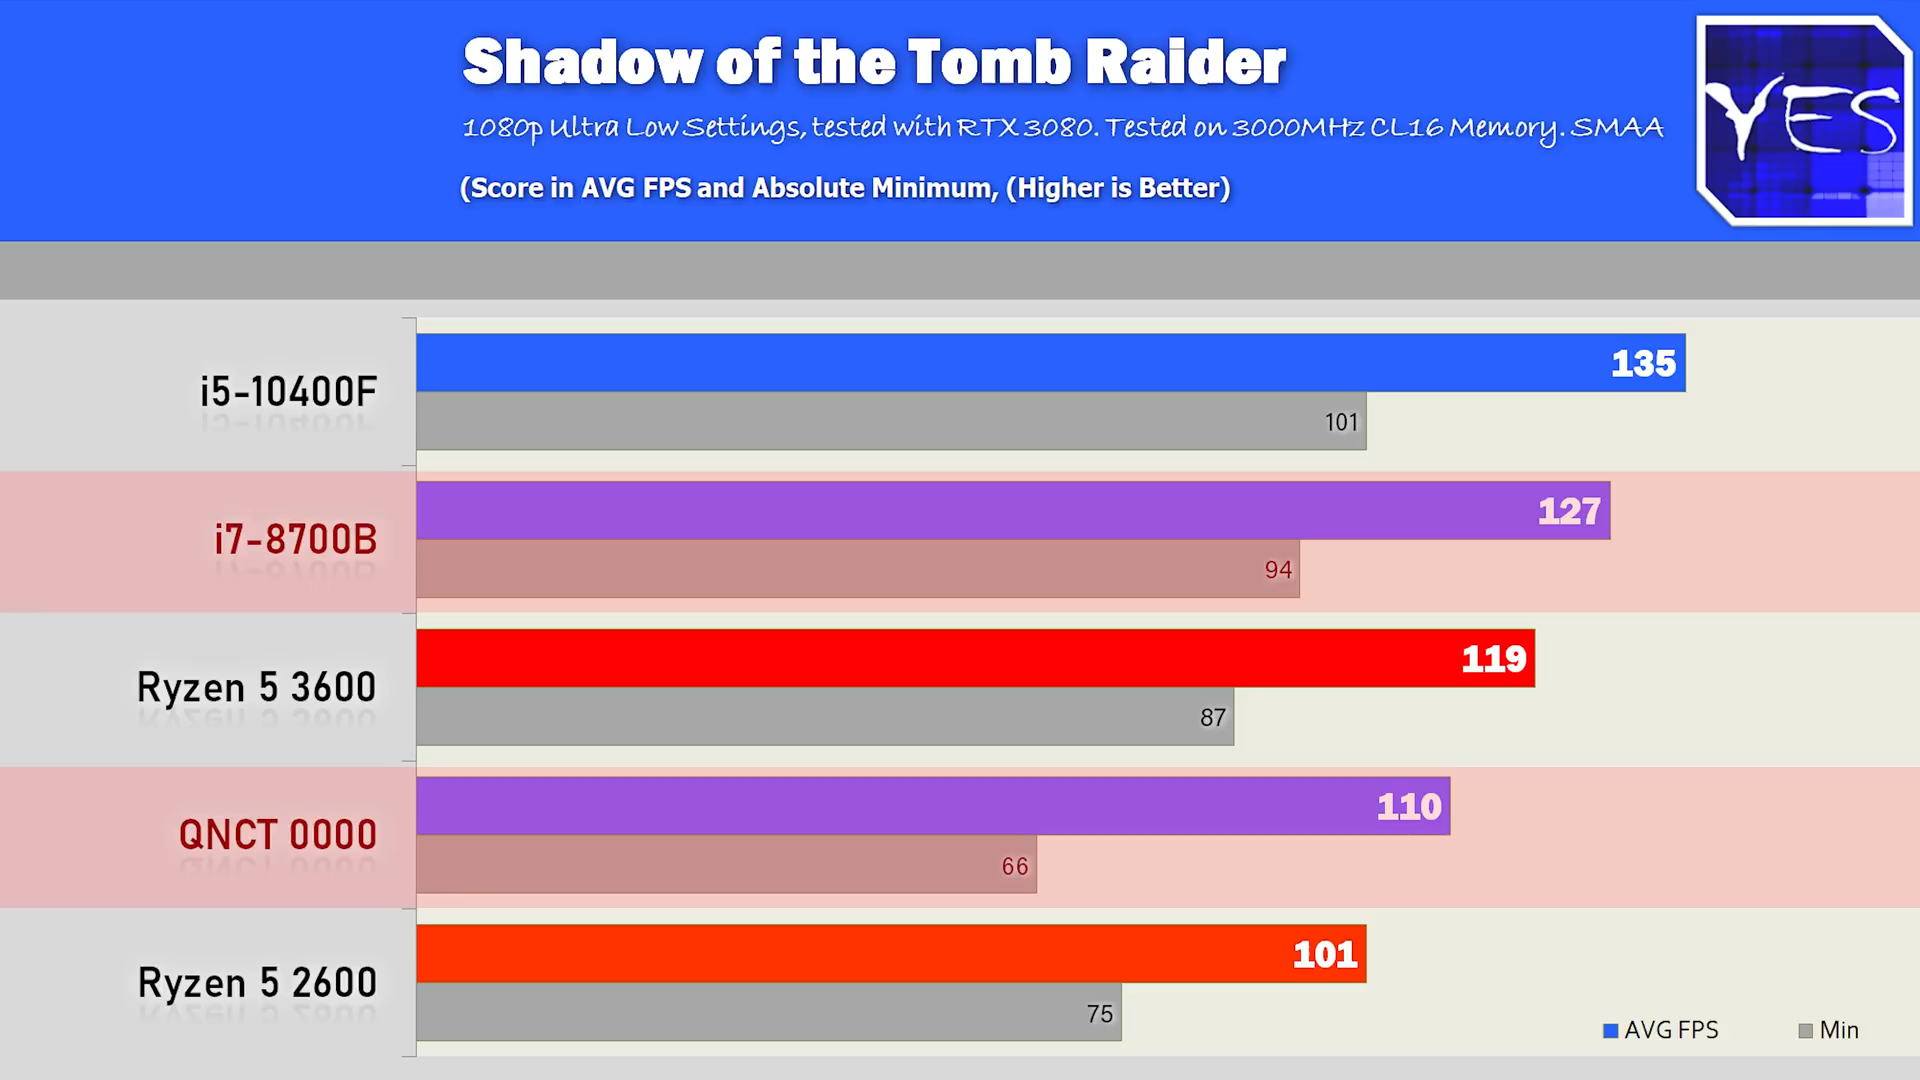 Shadow of the Tomb Raider
1080p Ultra Low Settings, tested with RTX 3080. Tested on 3000MHz CL16 Memory. SMAA
(Score in AVG FPS and Absolute Minimum, (Higher is Better)
YES
i5-10400F
135
101
i7-8700B
127
94
Ryzen 5 3600
119
87
QNCT 0000
110
66
Ryzen 5 2600
101
75
AVG FPS Min